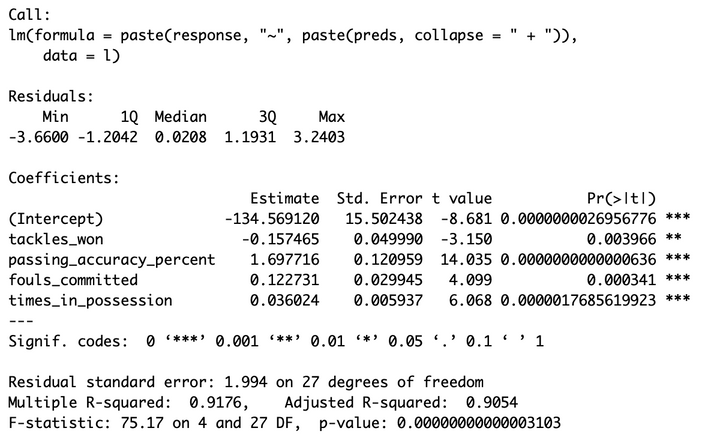 Call:
lm(formula = paste(response, "~", paste(preds, collapse = " + ")),
    data = l)

Residuals:
    Min      1Q  Median      3Q     Max
-3.6600 -1.2042  0.0208  1.1931  3.2403

Coefficients:
                           Estimate  Std. Error t value           Pr(>|t|)
(Intercept)             -134.569120   15.502438  -8.681 0.0000000026956776 ***
tackles_won               -0.157465    0.049990  -3.150           0.003966 **
passing_accuracy_percent   1.697716    0.120959  14.035 0.0000000000000636 ***
fouls_committed            0.122731    0.029945   4.099           0.000341 ***
times_in_possession        0.036024    0.005937   6.068 0.0000017685619923 ***
---
Signif. codes:  0 ‘***’ 0.001 ‘**’ 0.01 ‘*’ 0.05 ‘.’ 0.1 ‘ ’ 1

Residual standard error: 1.994 on 27 degrees of freedom
Multiple R-squared:  0.9176,    Adjusted R-squared:  0.9054
F-statistic: 75.17 on 4 and 27 DF,  p-value: 0.00000000000003103